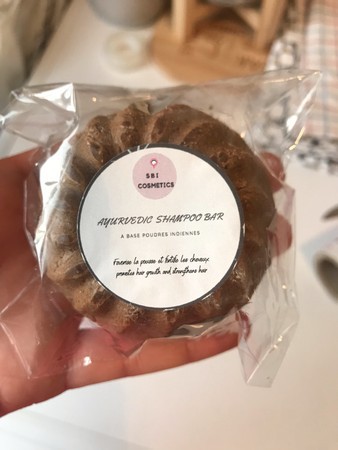 SBI
COSMETICS
AYURVEDIC SHAMPOO BAR
A BASE POUDRES INDIENNES
Favorise la pousse et fortifie les cheveux
promotes hair growth and strengthens hair